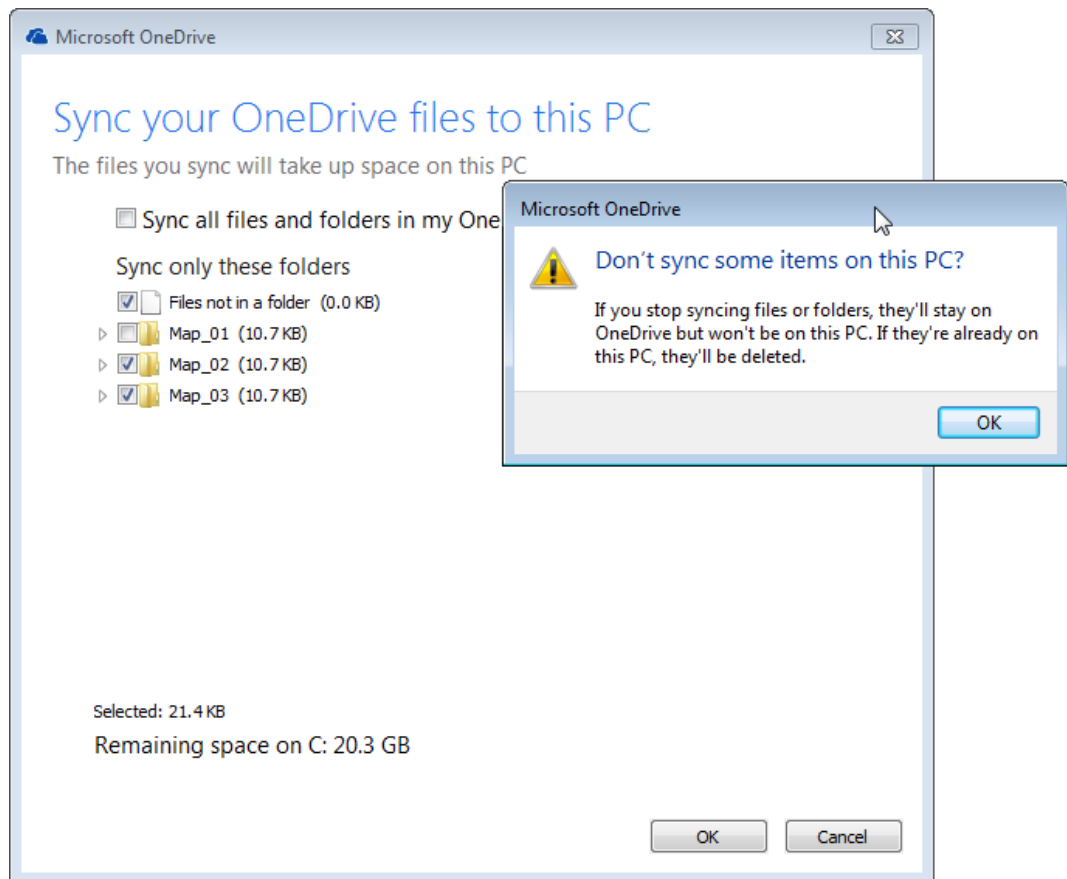 Microsoft OneDrive
Sync your OneDrive files to this PC
The files you sync will take up space on this PC
Sync all files and folders in my One
Sync only these folders
Files not in a folder (0.0 KB)
Map_01 (10.7 KB)
Map_02 (10.7 KB)
Map_03 (10.7 KB)
Microsoft OneDrive
Don't sync some items on this PC?
If you stop syncing files or folders, they'll stay on
OneDrive but won't be on this PC. If they're already on
this PC, they'll be deleted.
OK
Selected: 21.4 KB
Remaining space on C: 20.3 GB
OK
Cancel